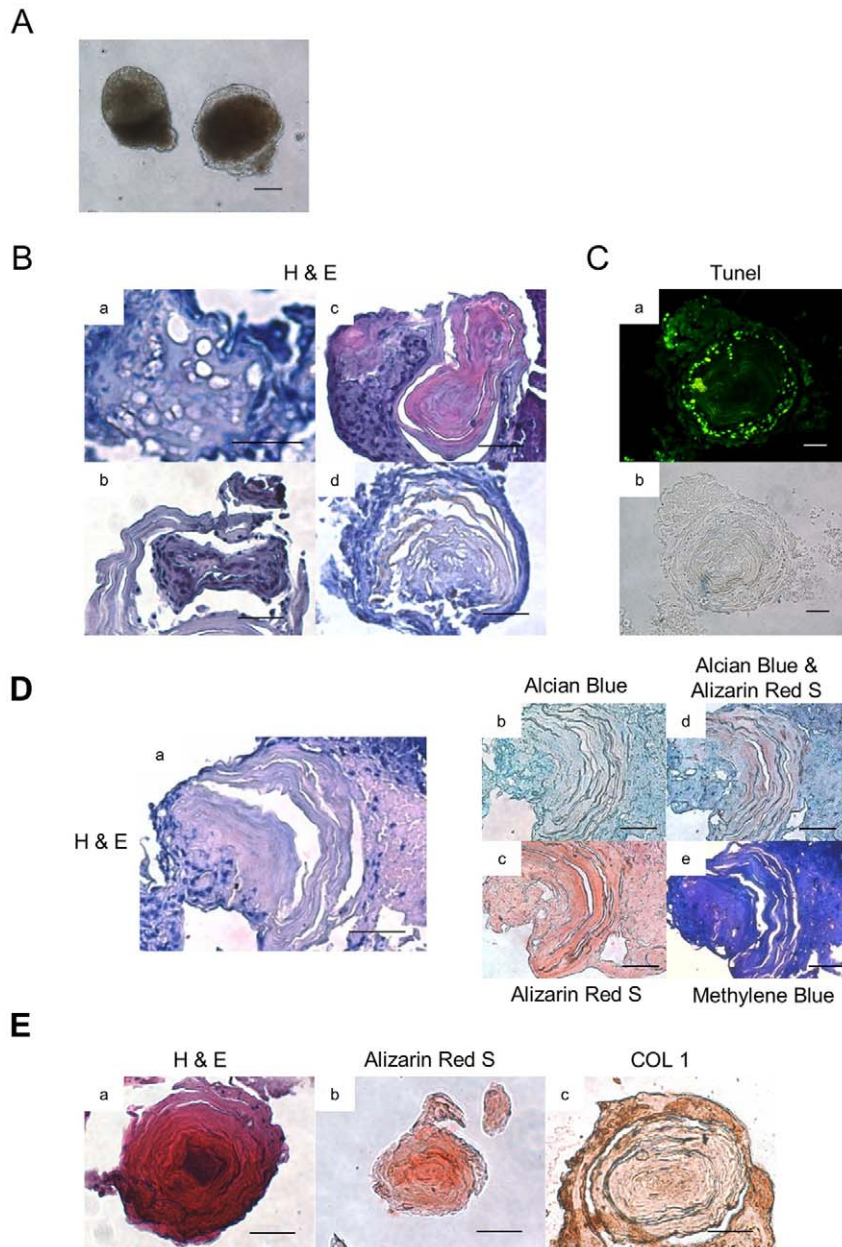 A
B
H & E
a
c
b
d
C
Tunel
a
b
D
H & E
a
Alcian Blue
b
Alcian Blue &
Alizarin Red S
d
c
Alizarin Red S
e
Methylene Blue
E
H & E
a
Alizarin Red S
b
COL 1
c